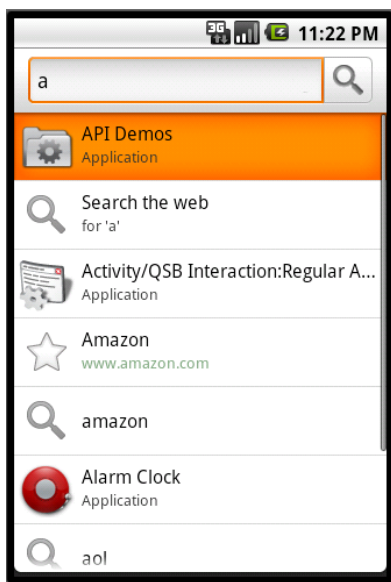 3G 11:22 PM
a
API Demos
Application
Search the web
for 'a'
Activity/QSB Interaction:Regular A...
Application
Amazon
www.amazon.com
amazon
Alarm Clock
Application
aol